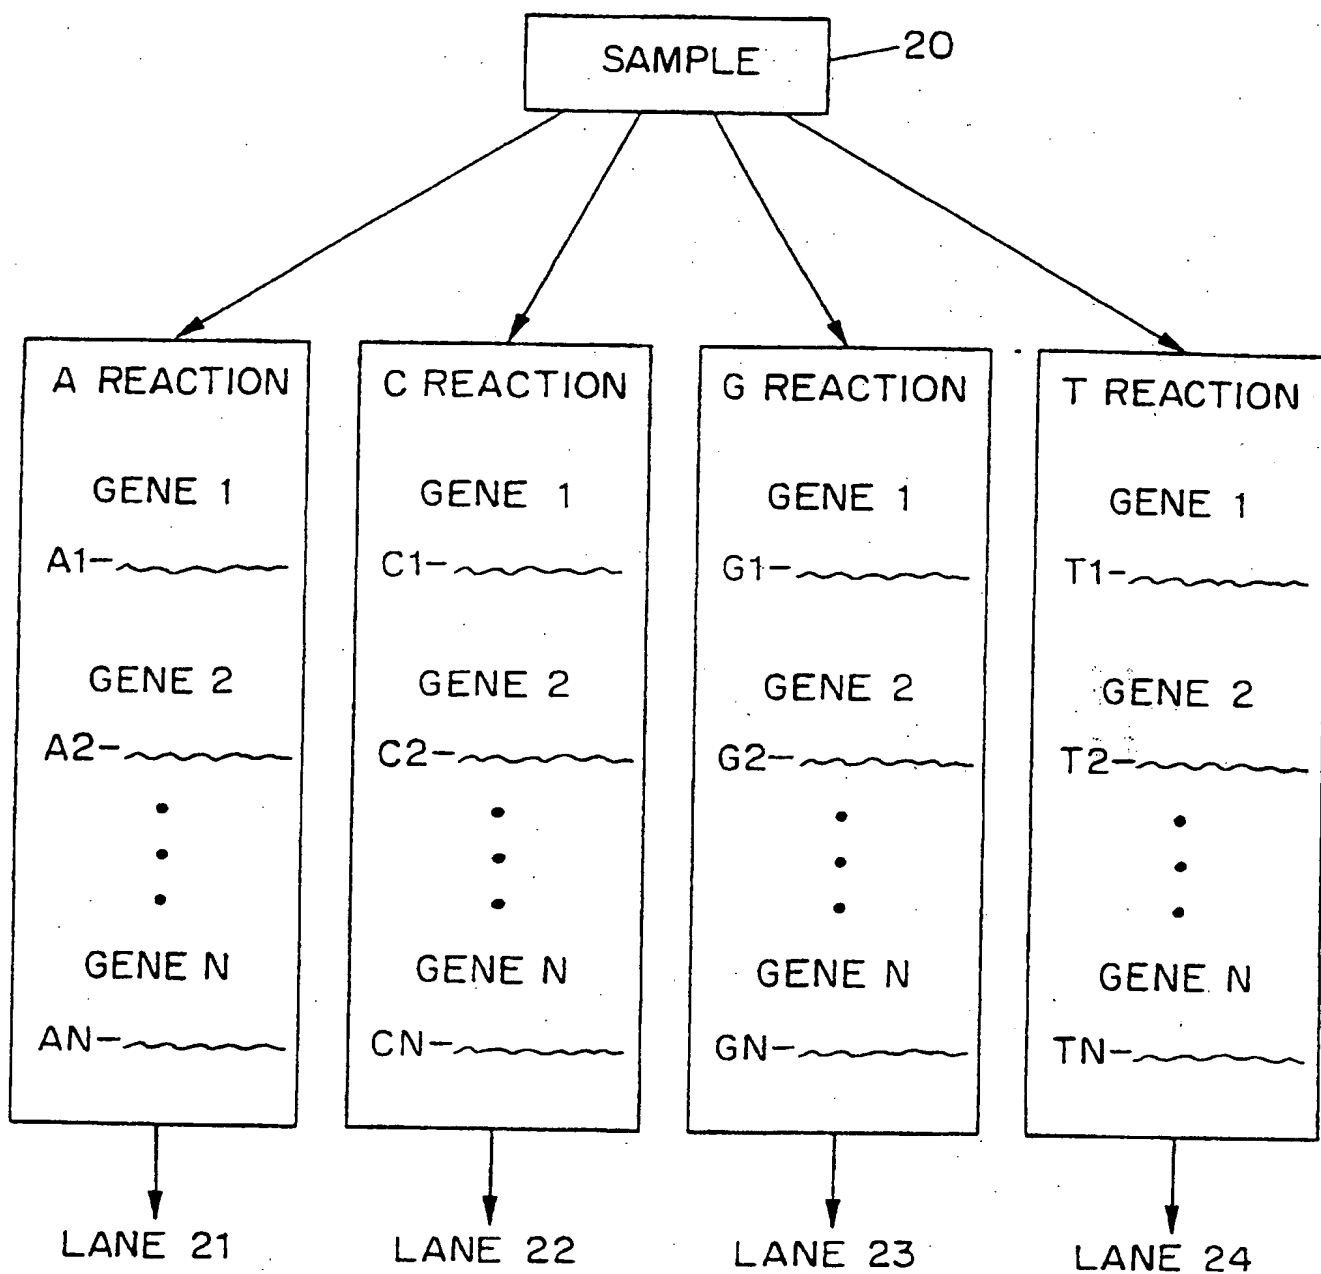 SAMPLE
20
A REACTION
GENE 1
A1
GENE 2
A2
GENE N
AN
LANE 21
C REACTION
GENE 1
C1
GENE 2
C2
GENE N
CN
LANE 22
G REACTION
GENE 1
G1
GENE 2
G2
GENE N
GN
LANE 23
T REACTION
GENE 1
T1
GENE 2
T2
GENE N
TN
LANE 24